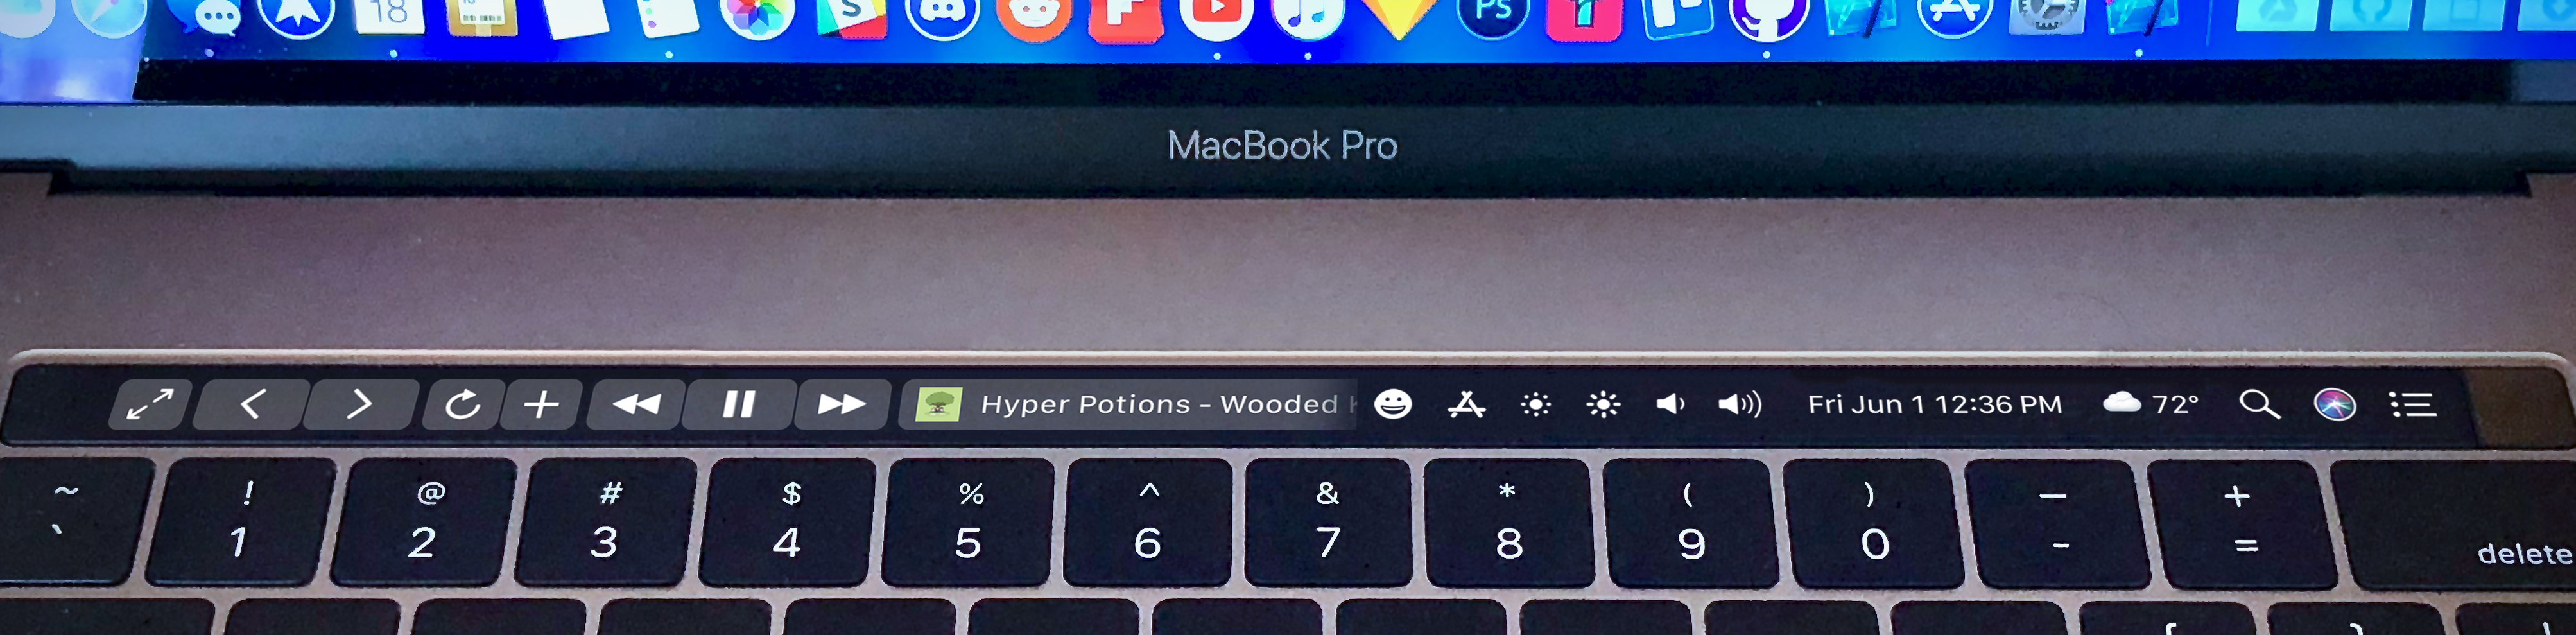 18
S
F
Ps
MacBook Pro
Hyper Potions - Wooded
Fri Jun 1 12:36 PM
72°
~ ! @ # $ % ^ & * ( ) — +
` 1 2 3 4 5 6 7 8 9 0 - =
delete
{ }